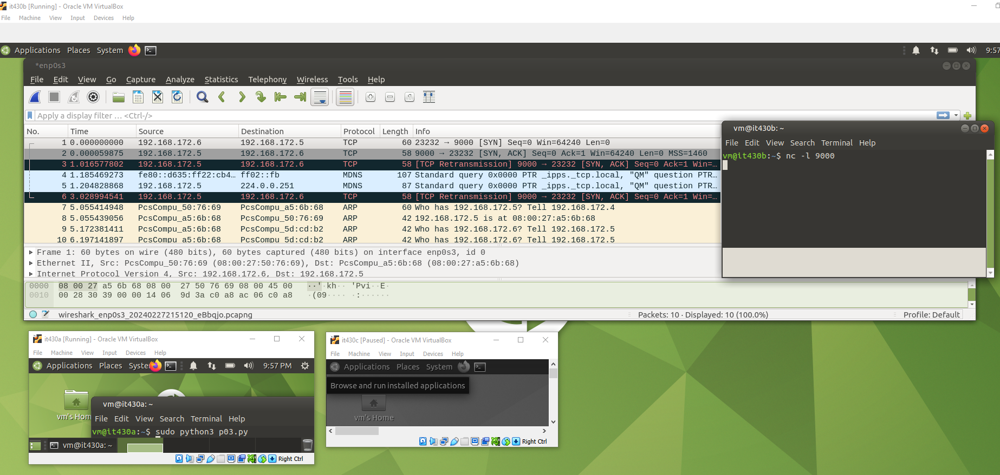 it430b [Running] - Oracle VM VirtualBox
File Machine View Input Devices Help
Applications Places System 9:57
*enp0s3
File Edit View Go Capture Analyze Statistics Telephony Wireless Tools Help
Apply a display filter … <Ctrl-/>
No. Time Source Destination Protocol Length Info
1 0.000000000 192.168.172.6 192.168.172.5 TCP 60 23232 → 9000 [SYN] Seq=0 Win=64240 Len=0
2 0.000059875 192.168.172.5 192.168.172.6 TCP 58 9000 → 23232 [SYN, ACK] Seq=0 Ack=1 Win=64240 Len=0 MSS=1460
3 1.016577802 192.168.172.5 192.168.172.6 TCP 58 [TCP Retransmission] 9000 → 23232 [SYN, ACK] Seq=0 Ack=1 Win=…
4 1.185469273 fe80::d635:ff22:cb4… ff02::fb MDNS 107 Standard query 0x0000 PTR _ipps._tcp.local, "QM" question PTR…
5 1.204828868 192.168.172.5 224.0.0.251 MDNS 87 Standard query 0x0000 PTR _ipps._tcp.local, "QM" question PTR…
6 3.028994541 192.168.172.5 192.168.172.6 TCP 58 [TCP Retransmission] 9000 → 23232 [SYN, ACK] Seq=0 Ack=1 Win=…
7 5.055414948 PcsCompu_50:76:69 PcsCompu_a5:6b:68 ARP 60 Who has 192.168.172.5? Tell 192.168.172.4
8 5.055439056 PcsCompu_a5:6b:68 PcsCompu_50:76:69 ARP 42 192.168.172.5 is at 08:00:27:a5:6b:68
9 5.172381411 PcsCompu_a5:6b:68 PcsCompu_5d:cd:b2 ARP 42 Who has 192.168.172.6? Tell 192.168.172.5
10 6.197141897 PcsCompu_a5:6b:68 PcsCompu_5d:cd:b2 ARP 42 Who has 192.168.172.6? Tell 192.168.172.5
Frame 1: 60 bytes on wire (480 bits), 60 bytes captured (480 bits) on interface enp0s3, id 0
Ethernet II, Src: PcsCompu_50:76:69 (08:00:27:50:76:69), Dst: PcsCompu_a5:6b:68 (08:00:27:a5:6b:68)
Internet Protocol Version 4, Src: 192.168.172.6, Dst: 192.168.172.5
0000 08 00 27 a5 6b 68 08 00 27 50 76 69 08 00 45 00 ··'·kh·· 'Pvi··E·
0010 00 28 30 39 00 00 14 06 9d 3a c0 a8 ac 06 c0 a8 ·(09···· ·:······
wireshark_enp0s3_20240227215120_eBbqjo.pcapng Packets: 10 · Displayed: 10 (100.0%) Profile: Default
vm@it430b: ~
File Edit View Search Terminal Help
vm@it430b:~$ nc -l 9000
it430a [Running] - Oracle VM VirtualBox
File Machine View Input Devices Help
Applications Places Syste 9:57 PM
vm's Hom
vm@it430a: ~
File Edit View Search Terminal Help
vm@it430a:~$ sudo python3 p03.py
vm@it430a: ~
Right Ctrl
it430c [Paused] - Oracle VM VirtualBox
File Machine View Input Devices Help
Applications Places System
Browse and run installed applications
vm's Home
Right Ctrl